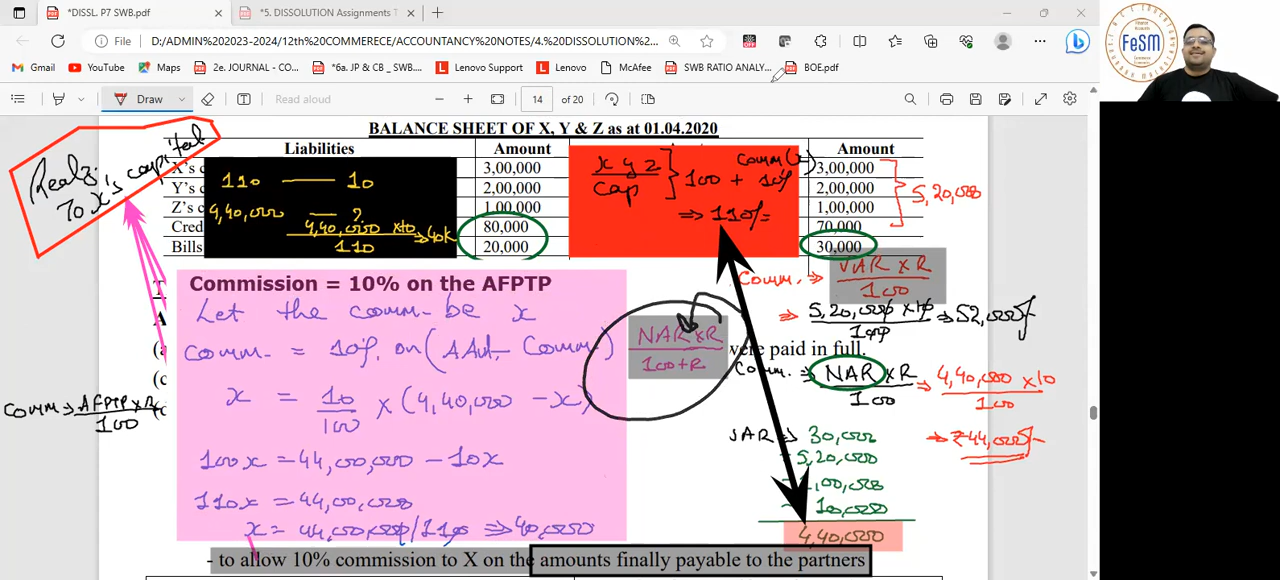 *DISSL. P7 SWB.pdf
*5. DISSOLUTION Assignments T
File D:/ADMIN%202023-2024/12th%20COMMERECE/ACCOUNTANCE%20NOTES/4.%20DISSOLUTION%...
Gmail YouTube Maps 2e. JOURNAL - CO... *6a. JP & CB _ SWB.... Lenovo Support Lenovo McAfee SWB RATIO ANALY... BOE.pdf
Draw Read aloud 14 of 20
FeSM
BALANCE SHEET OF X, Y & Z as at 01.04.2020
Liabilities Amount Amount
X's c 3,00,000 3,00,000
Y's c 2,00,000 2,00,000
Z's c 1,00,000 1,00,000
Cred 80,000 70,000
Bills 20,000 30,000
5,20,000
To X's capital
110 — 10
4,40,000 — ?
4,40,000 x10
110
⇒ 40k
x y z
Cap
100 + 10%
⇒ 110%
Comm. ⇒ x R
100
⇒ 5,20,000 x 10
100
⇒ 52,000/-
Commission = 10% on the AFPTP
Let the comm. be x
comm. = 10% on (AAut. Comm)
x = 10 x (4,40,000 - x)
100
100x = 44,00,000 - 10x
110x = 44,00,000
x = 44,00,000/110 ⇒ 40,000
NAR x R
100+R
were paid in full.
(a
(c
Comm ⇒ AFPTP x R
100
Comm. ⇒ NAR x R
100
⇒ 4,40,000 x 10
100
⇒ ₹44,000/-
⇒ 30,000
- 5,20,000
1,00,000
- 10,000
4,40,000
- to allow 10% commission to X on the amounts finally payable to the partners